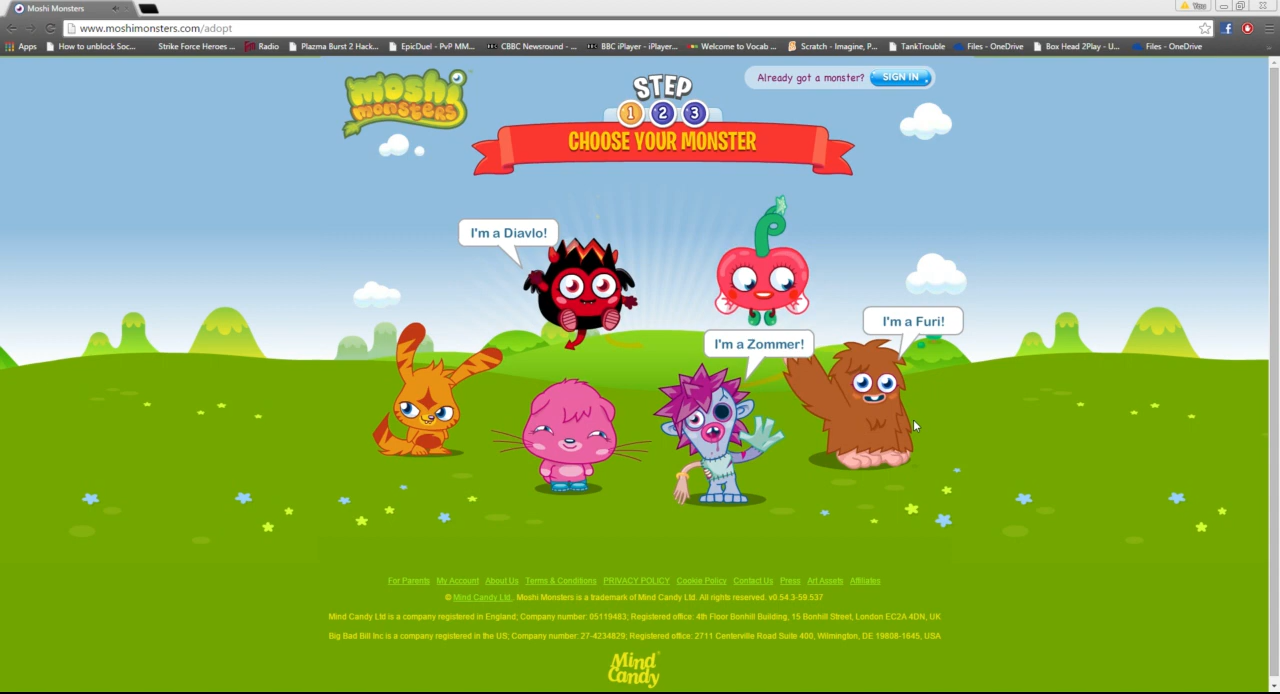 Moshi Monsters
You
www.moshimonsters.com/adopt
Apps How to unblock Soc... Strike Force Heroes ... Radio Plazma Burst 2 Hack... EpicDuel - PvP MM... CBBC Newsround - ... BBC iPlayer - iPlayer... Welcome to Vocab ... Scratch - Imagine, P... TankTrouble Files - OneDrive Box Head 2Play - U... Files - OneDrive
moshi
monsters
STEP
1 2 3
Already got a monster? SIGN IN
CHOOSE YOUR MONSTER
I'm a Diavlo!
I'm a Furi!
I'm a Zommer!
For Parents My Account About Us Terms & Conditions PRIVACY POLICY Cookie Policy Contact Us Press Art Assets Affiliates
© Mind Candy Ltd. Moshi Monsters is a trademark of Mind Candy Ltd. All rights reserved. v0.54.3-59.537
Mind Candy Ltd is a company registered in England; Company number: 05119483; Registered office: 4th Floor Bonhill Building, 15 Bonhill Street, London EC2A 4DN, UK
Big Bad Bill Inc is a company registered in the US; Company number: 27-4234829; Registered office: 2711 Centerville Road Suite 400, Wilmington, DE 19808-1645, USA
Mind
Candy